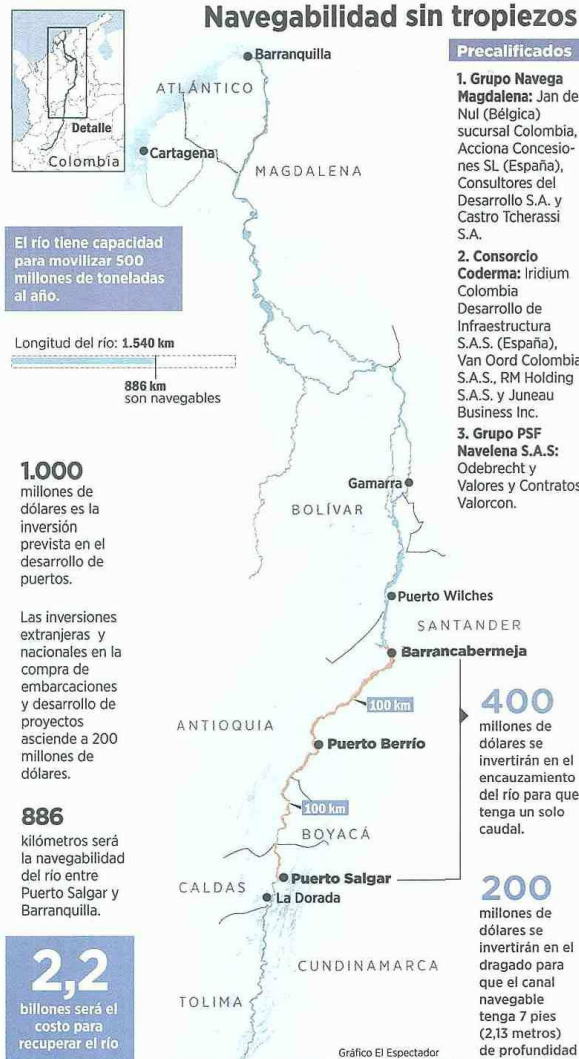 Navegabilidad sin tropiezos
Detalle
Colombia
Barranquilla
ATLÁNTICO
Cartagena
MAGDALENA
El río tiene capacidad
para movilizar 500
millones de toneladas
al año.
Longitud del río: 1.540 km
886 km
son navegables
1.000
millones de
dólares es la
inversión
prevista en el
desarrollo de
puertos.
Las inversiones
extranjeras y
nacionales en la
compra de
embarcaciones
y desarrollo de
proyectos
asciende a 200
millones de
dólares.
886
kilómetros será
la navegabilidad
del río entre
Puerto Salgar y
Barranquilla.
2,2
billones será el
costo para
recuperar el río
Gamarra
BOLÍVAR
Puerto Wilches
SANTANDER
Barrancabermeja
100 km
ANTIOQUIA
Puerto Berrío
100 km
BOYACÁ
CALDAS
Puerto Salgar
La Dorada
CUNDINAMARCA
TOLIMA
Precalificados
1. Grupo Navega
Magdalena: Jan de
Nul (Bélgica)
sucursal Colombia,
Acciona Concesio-
nes SL (España),
Consultores del
Desarrollo S.A. y
Castro Tcherassi
S.A.
2. Consorcio
Coderma: Iridium
Colombia
Desarrollo de
Infraestructura
S.A.S. (España),
Van Oord Colombia
S.A.S., RM Holding
S.A.S. y Juneau
Business Inc.
3. Grupo PSF
Navelena S.A.S:
Odebrecht y
Valores y Contratos
Valorcon.
400
millones de
dólares se
invertirán en el
encauzamiento
del río para que
tenga un solo
caudal.
200
millones de
dólares se
invertirán en el
dragado para
que el canal
navegable
tenga 7 pies
(2,13 metros)
de profundidad
Gráfico El Espectador